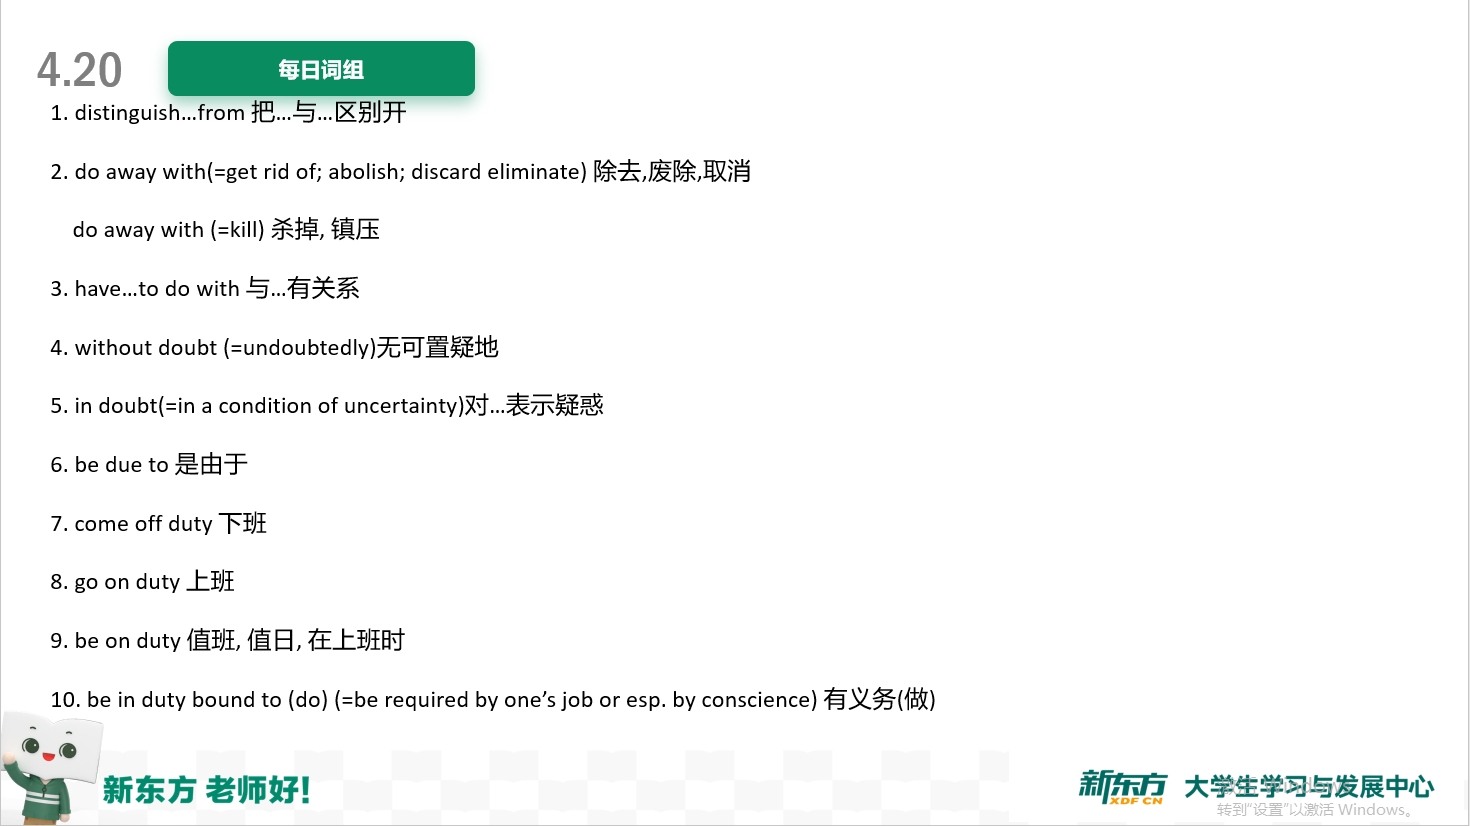 4.20
每日词组
1. distinguish...from 把...与...区别开
2. do away with(=get rid of; abolish; discard eliminate) 除去,废除,取消
do away with (=kill) 杀掉, 镇压
3. have...to do with 与...有关系
4. without doubt (=undoubtedly)无可置疑地
5. in doubt(=in a condition of uncertainty)对...表示疑惑
6. be due to 是由于
7. come off duty 下班
8. go on duty 上班
9. be on duty 值班, 值日, 在上班时
10. be in duty bound to (do) (=be required by one’s job or esp. by conscience) 有义务(做)
新东方 老师好!
新东方 XDF.CN 大学生学习与发展中心
激活 Windows
转到“设置”以激活 Windows。